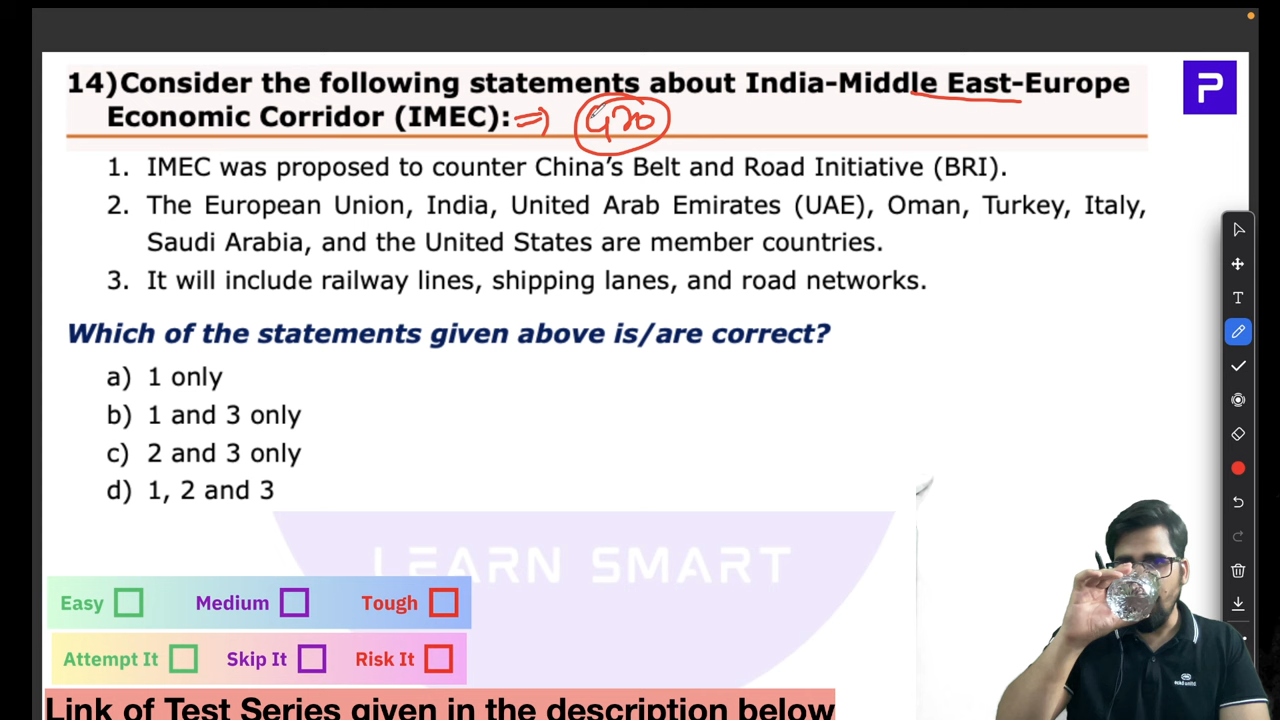 14)Consider the following statements about India-Middle East-Europe
Economic Corridor (IMEC):
1. IMEC was proposed to counter China's Belt and Road Initiative (BRI).
2. The European Union, India, United Arab Emirates (UAE), Oman, Turkey, Italy,
Saudi Arabia, and the United States are member countries.
3. It will include railway lines, shipping lanes, and road networks.
Which of the statements given above is/are correct?
a) 1 only
b) 1 and 3 only
c) 2 and 3 only
d) 1, 2 and 3
LEARN SMART
Easy Medium Tough
Attempt It Skip It Risk It
Link of Test Series given in the description below